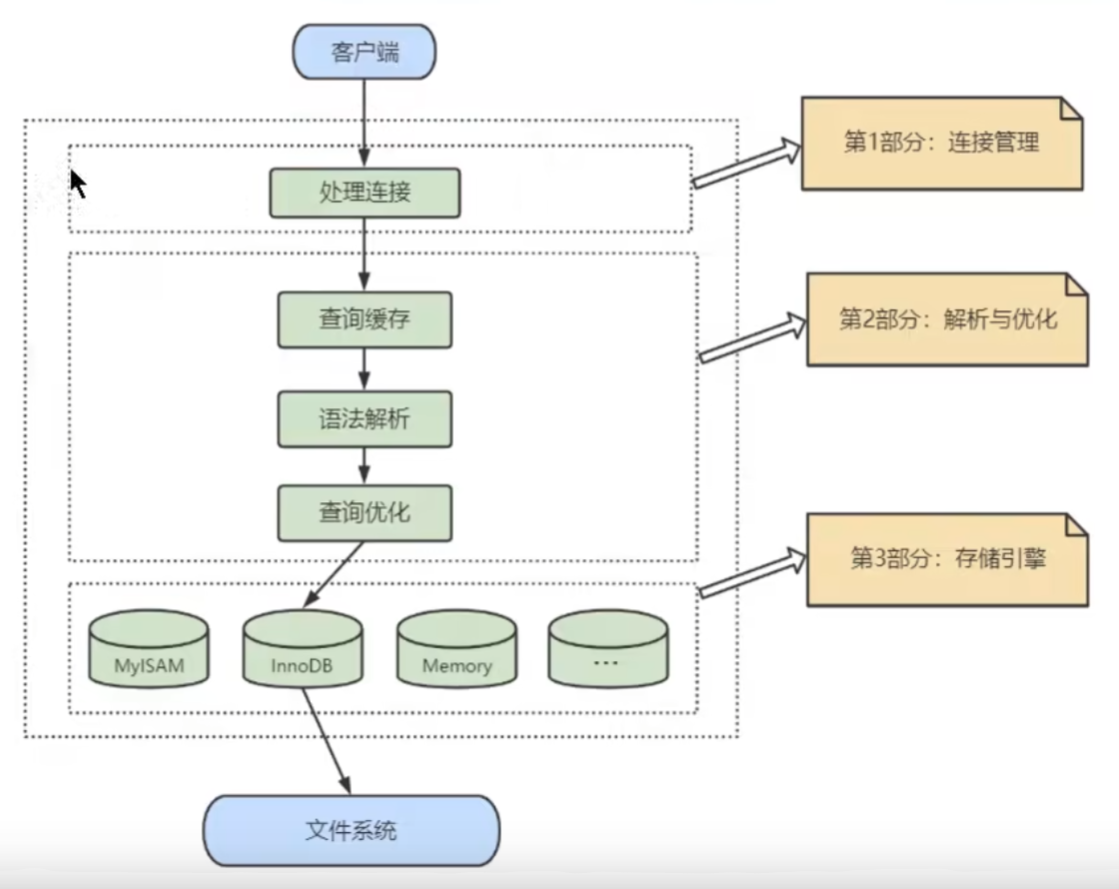 客户端
第1部分：连接管理
处理连接
查询缓存
第2部分：解析与优化
语法解析
查询优化
第3部分：存储引擎
MyISAM
InnoDB
Memory
...
文件系统